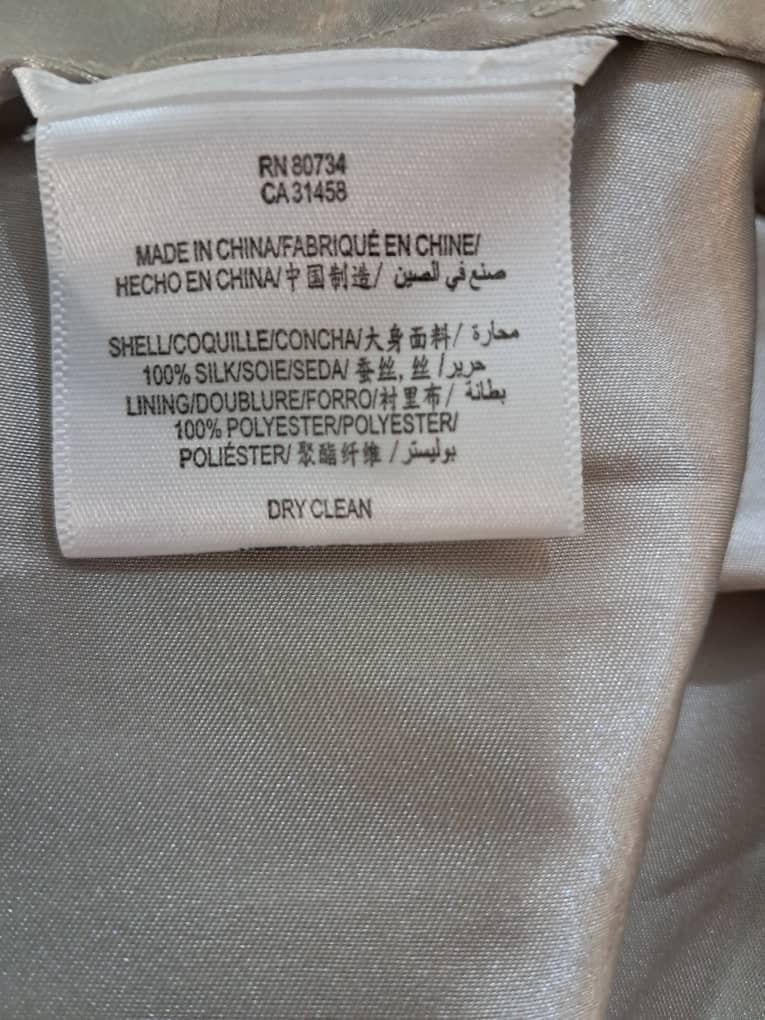 RN 80734
CA 31458
MADE IN CHINA/FABRIQUÉ EN CHINE/
HECHO EN CHINA/中国制造/ صنع في الصين
SHELL/COQUILLE/CONCHA/大身面料/ محارة
100% SILK/SOIE/SEDA/ 蚕丝, 丝 /حرير
LINING/DOUBLURE/FORRO/衬里布/ بطانة
100% POLYESTER/POLYESTER/
POLIÉSTER/ 聚酯纤维 /بوليستر
DRY CLEAN